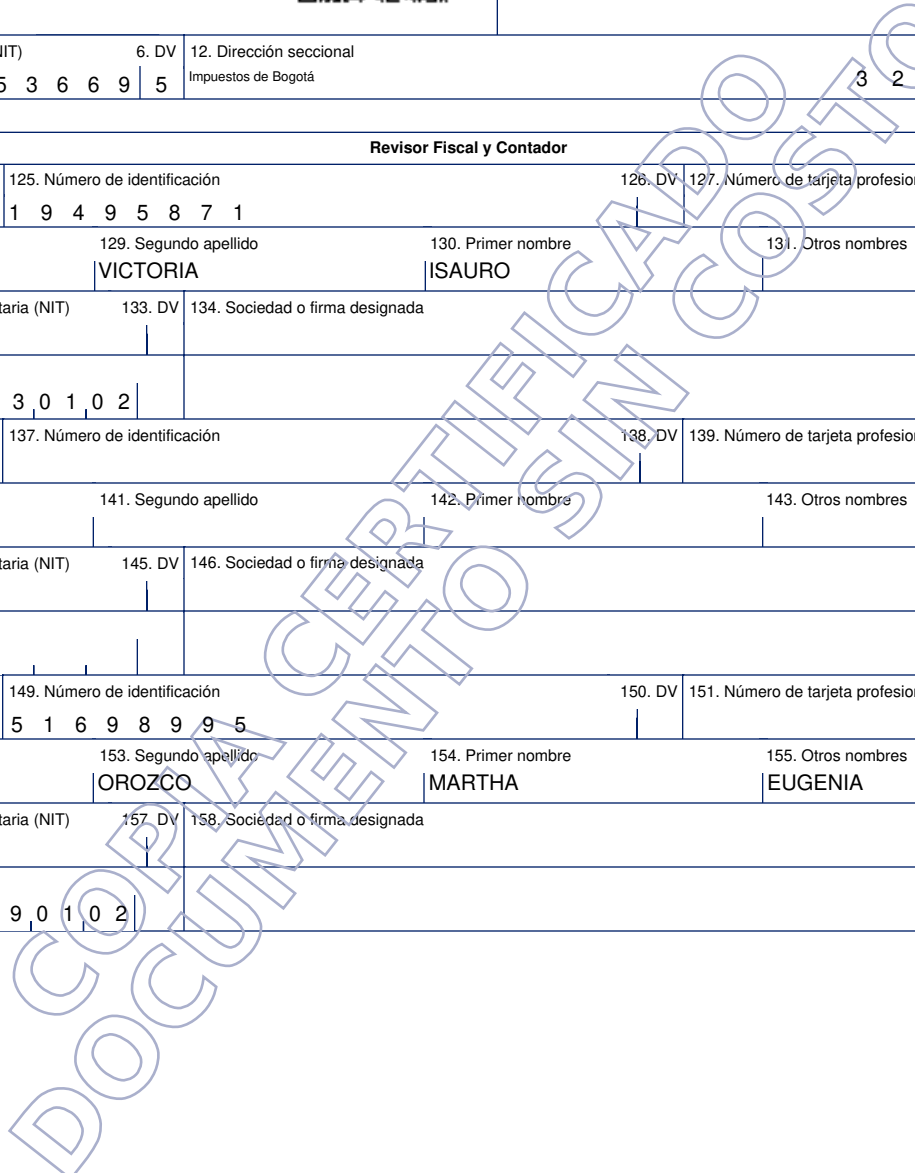 NIT) 6. DV 12. Dirección seccional
5 3 6 6 9 5 Impuestos de Bogotá 3 2
Revisor Fiscal y Contador
125. Número de identificación 126. DV 127. Número de tarjeta profesion
1 9 4 9 5 8 7 1
129. Segundo apellido 130. Primer nombre 131. Otros nombres
VICTORIA ISAURO
taria (NIT) 133. DV 134. Sociedad o firma designada
3 0 1 0 2
137. Número de identificación 138. DV 139. Número de tarjeta profesion
141. Segundo apellido 142. Primer nombre 143. Otros nombres
taria (NIT) 145. DV 146. Sociedad o firma designada
149. Número de identificación 150. DV 151. Número de tarjeta profesion
5 1 6 9 8 9 9 5
153. Segundo apellido 154. Primer nombre 155. Otros nombres
OROZCO MARTHA EUGENIA
taria (NIT) 157. DV 158. Sociedad o firma designada
9 0 1 0 2
COPIA CERTIFICADO
DOCUMENTO SIN COSTO